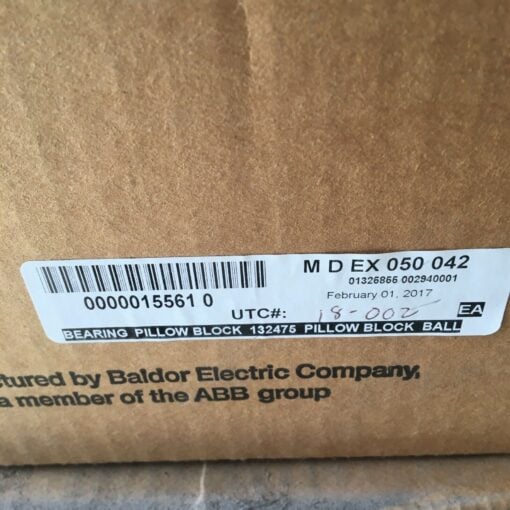 M D EX 050 042
01326855 002940001
February 01, 2017
0000015561 0
UTC#: 18-002
EA
BEARING PILLOW BLOCK 132475 PILLOW BLOCK BALL
ctured by Baldor Electric Company,
a member of the ABB group